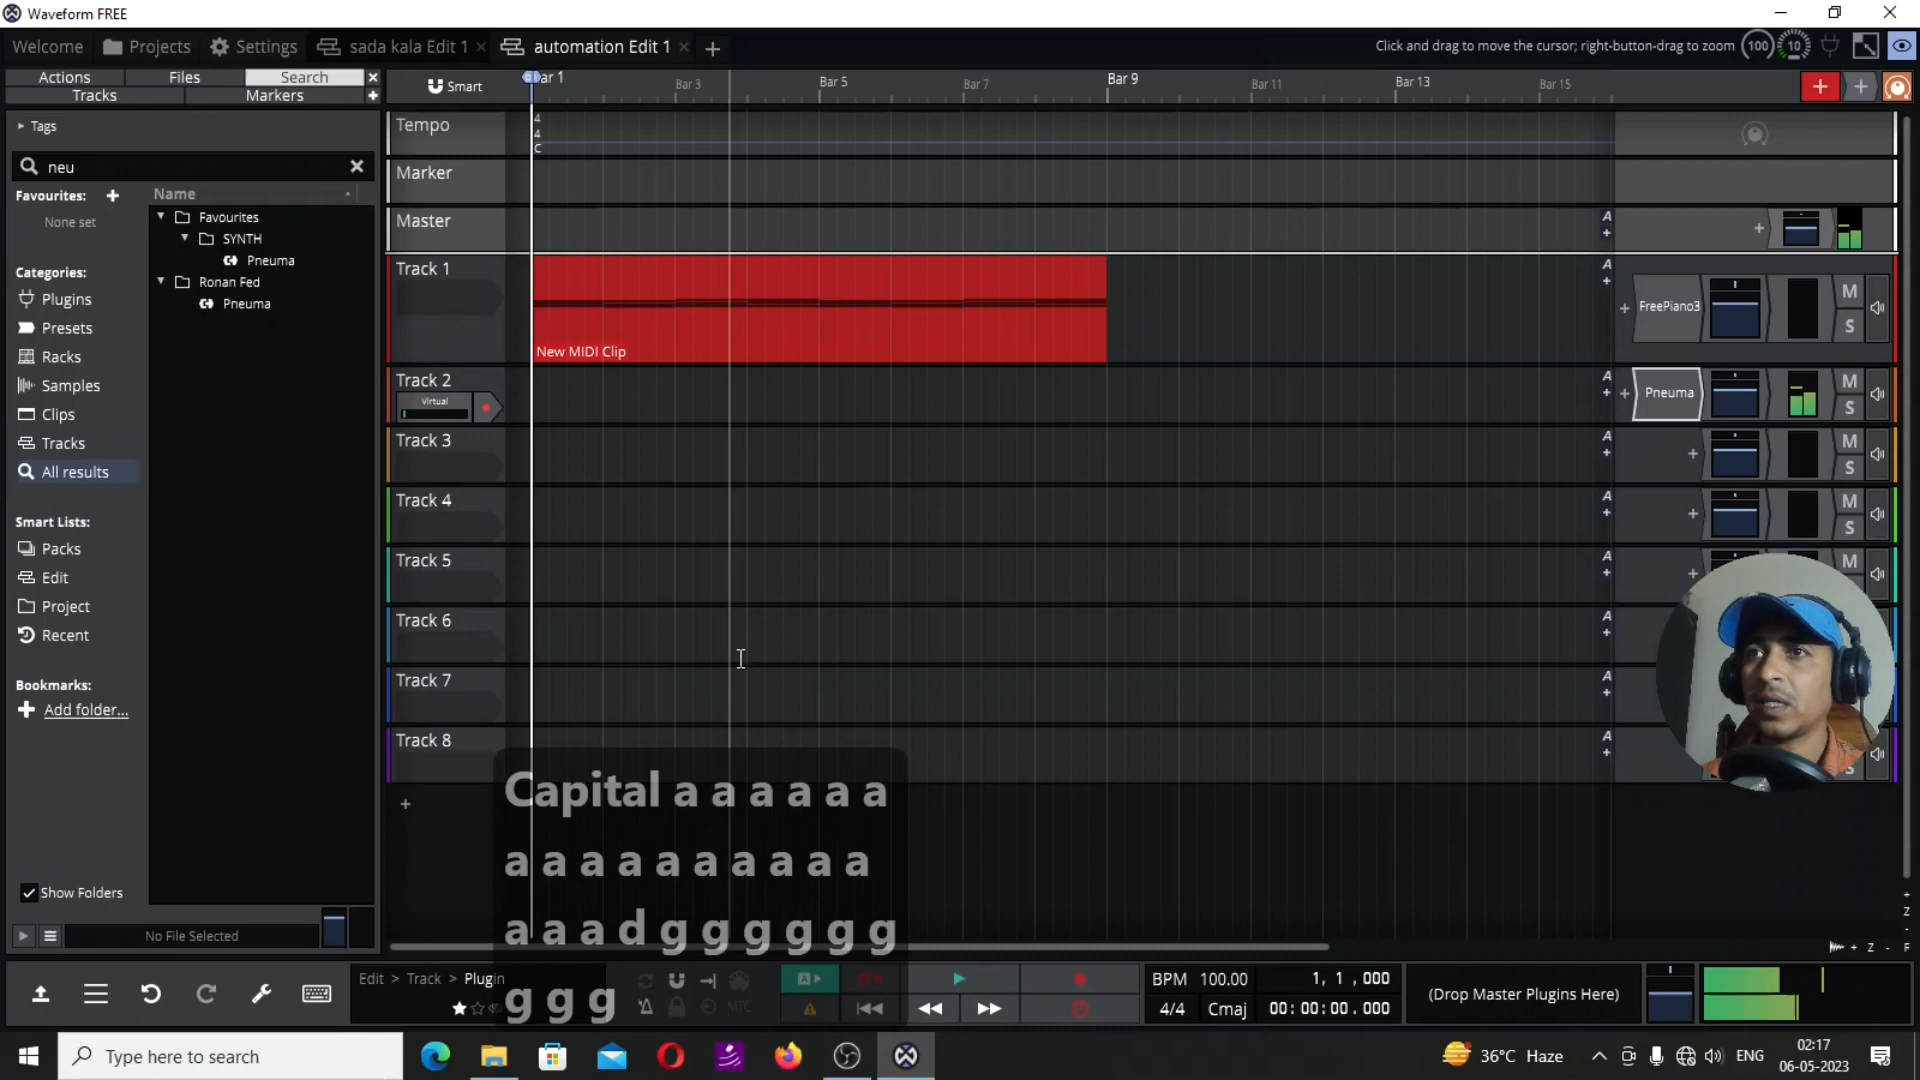 Waveform FREE
Welcome Projects Settings sada kala Edit 1 automation Edit 1
Click and drag to move the cursor; right-button-drag to zoom 100 10
Actions Files Search
Tracks Markers
Smart
Bar 1 Bar 3 Bar 5 Bar 7 Bar 9 Bar 11 Bar 13 Bar 15
Tags
neu
Favourites:
None set
Name
Favourites
SYNTH
Pneuma
Ronan Fed
Pneuma
Categories:
Plugins
Presets
Racks
Samples
Clips
Tracks
All results
Smart Lists:
Packs
Edit
Project
Recent
Bookmarks:
Add folder...
Show Folders
No File Selected
Tempo
4
4
C
Marker
Master A
Track 1 A
New MIDI Clip
FreePiano3 M S
Track 2 A
Virtual
Pneuma M S
Track 3 A M S
Track 4 A M S
Track 5 A M
Track 6 A
Track 7 A
Track 8 A S
Capital a a a a a a
a a a a a a a a a a
a a a d g g g g g g
g g g
Z
Z F
Edit > Track > Plugin
MTC
A
BPM 100.00 1, 1 ,000
4/4 Cmaj 00:00:00.000
(Drop Master Plugins Here)
Type here to search
36°C Haze ENG
02:17
06-05-2023